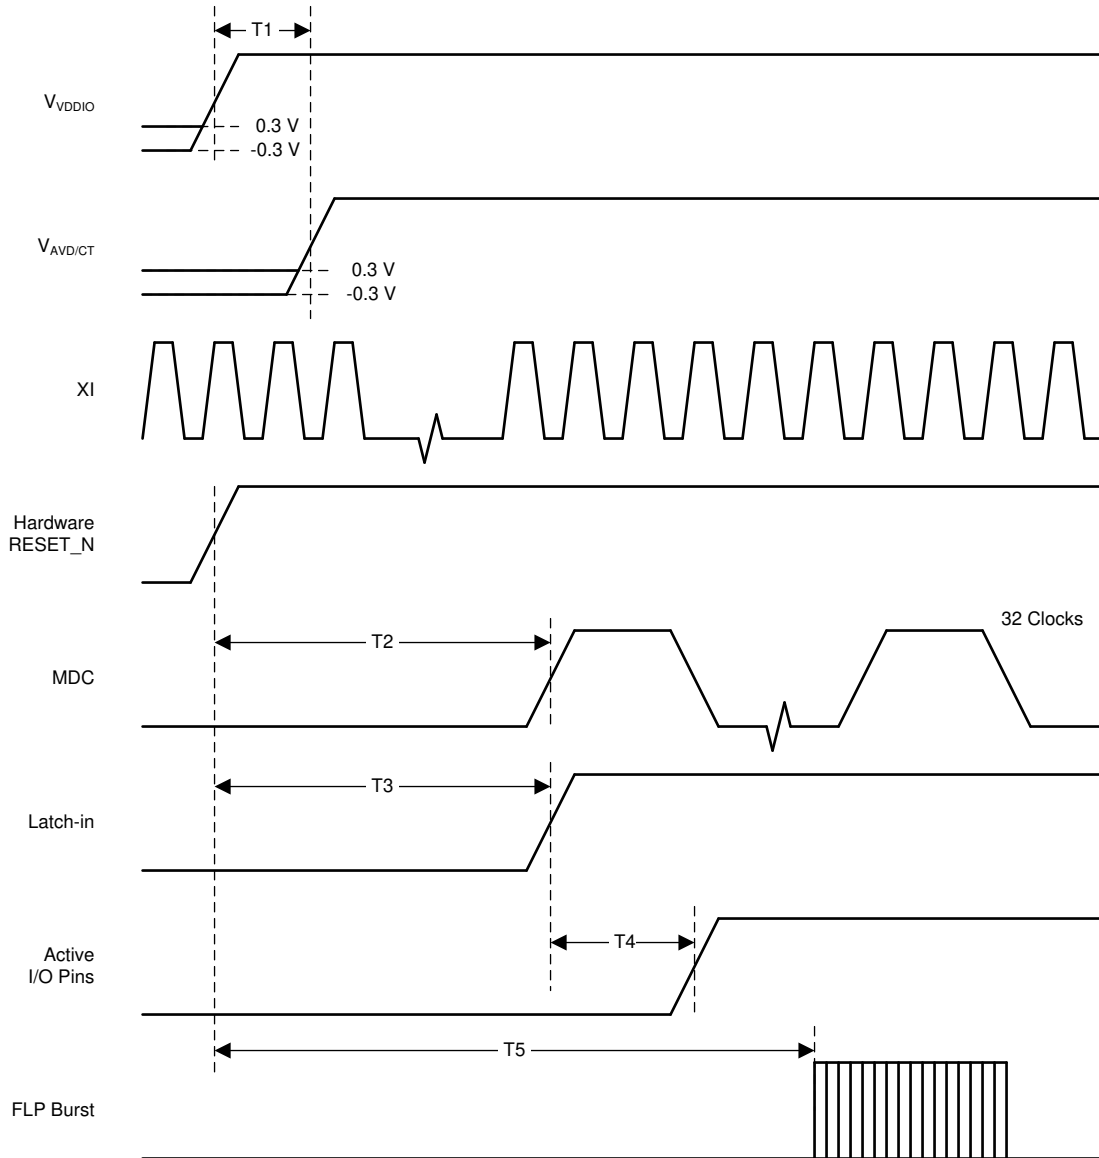 T1
VVDDIO
0.3 V
-0.3 V
VAVD/CT
0.3 V
-0.3 V
XI
Hardware
RESET_N
32 Clocks
T2
MDC
T3
Latch-in
T4
Active
I/O Pins
T5
FLP Burst